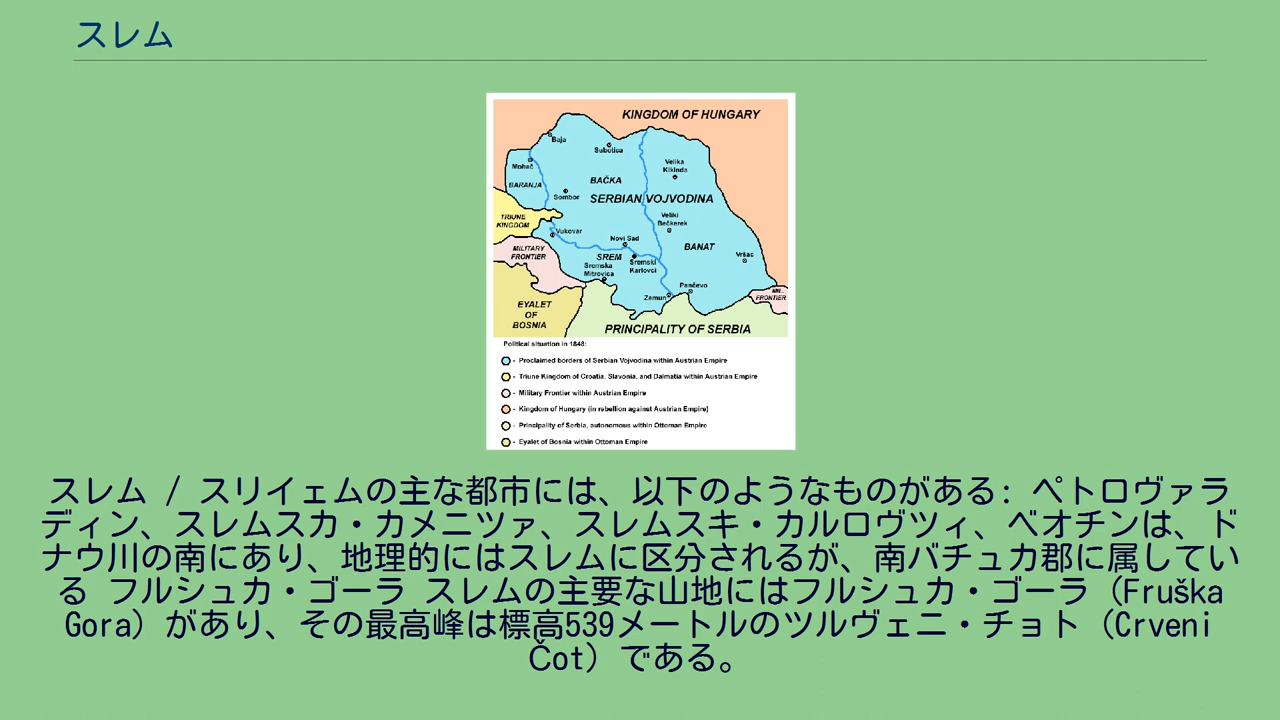 スレム
KINGDOM OF HUNGARY
Baja
Subotica
Mohač
Velika
Kikinda
BARANJA
BAČKA
Sombor
SERBIAN VOJVODINA
TRIUNE
KINGDOM
Veliki
Bečkerek
Vukovar
Novi Sad
BANAT
MILITARY
FRONTIER
SREM
Sremski
Karlovci
Vršac
Sremska
Mitrovica
Pančevo
Zemun
MIL.
FRONTIER
EYALET
OF
BOSNIA
PRINCIPALITY OF SERBIA
Political situation in 1848:
- Proclaimed borders of Serbian Vojvodina within Austrian Empire
- Triune Kingdom of Croatia, Slavonia, and Dalmatia within Austrian Empire
- Military Frontier within Austrian Empire
- Kingdom of Hungary (in rebellion against Austrian Empire)
- Principality of Serbia, autonomous within Ottoman Empire
- Eyalet of Bosnia within Ottoman Empire
スレム / スリイェムの主な都市には、以下のようなものがある: ペトロヴァラ
ディン、スレムスカ・カメニツァ、スレムスキ・カルロヴツィ、ベオチンは、ド
ナウ川の南にあり、地理的にはスレムに区分されるが、南バチュカ郡に属してい
る フルシュカ・ゴーラ スレムの主要な山地にはフルシュカ・ゴーラ（Fruška
Gora）があり、その最高峰は標高539メートルのツルヴェニ・チョト（Crveni
Čot）である。